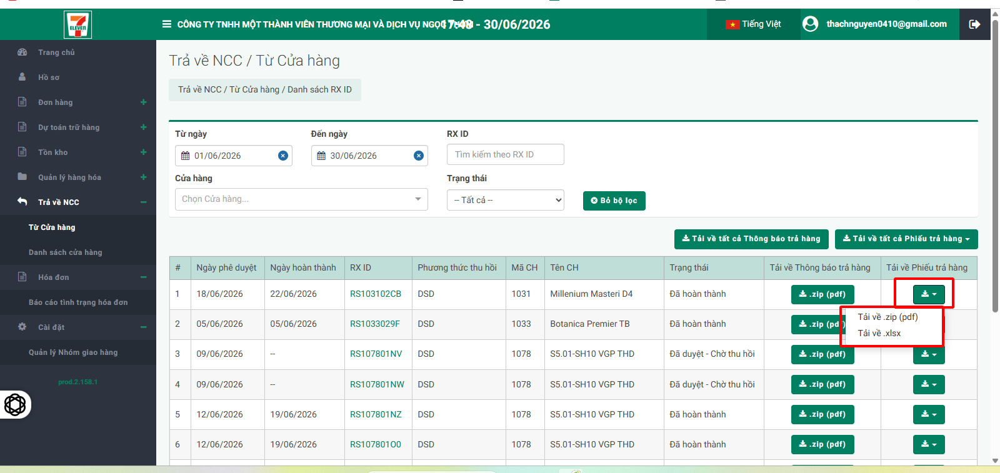 7
ELEVEN
CÔNG TY TNHH MỘT THÀNH VIÊN THƯƠNG MẠI VÀ DỊCH VỤ NGỌC
- 30/06/2026
Tiếng Việt
thachnguyen0410@gmail.com
Trang chủ
Hồ sơ
Đơn hàng
Dự toán trữ hàng
Tồn kho
Quản lý hàng hóa
Trả về NCC
Từ Cửa hàng
Danh sách cửa hàng
Hóa đơn
Báo cáo tình trạng hóa đơn
Cài đặt
Quản lý Nhóm giao hàng
prod.2.158.1
Trả về NCC / Từ Cửa hàng
Trả về NCC / Từ Cửa hàng / Danh sách RX ID
Từ ngày Đến ngày RX ID
01/06/2026 30/06/2026 Tìm kiếm theo RX ID
Cửa hàng Trạng thái
Chọn Cửa hàng... -- Tất cả -- Bỏ bộ lọc
Tải về tất cả Thông báo trả hàng Tải về tất cả Phiếu trả hàng
# Ngày phê duyệt Ngày hoàn thành RX ID Phương thức thu hồi Mã CH Tên CH Trạng thái Tải về Thông báo trả hàng Tải về Phiếu trả hàng
1 18/06/2026 22/06/2026 RS103102CB DSD 1031 Millenium Masteri D4 Đã hoàn thành .zip (pdf)
Tải về .zip (pdf)
Tải về .xlsx
2 05/06/2026 05/06/2026 RS1033029F DSD 1033 Botanica Premier TB Đã hoàn thành .zip (pdf)
3 09/06/2026 -- RS107801NV DSD 1078 S5.01-SH10 VGP THD Đã duyệt - Chờ thu hồi .zip (pdf)
4 09/06/2026 -- RS107801NW DSD 1078 S5.01-SH10 VGP THD Đã duyệt - Chờ thu hồi .zip (pdf)
5 12/06/2026 19/06/2026 RS107801NZ DSD 1078 S5.01-SH10 VGP THD Đã hoàn thành .zip (pdf)
6 12/06/2026 19/06/2026 RS107801O0 DSD 1078 S5.01-SH10 VGP THD Đã hoàn thành .zip (pdf)